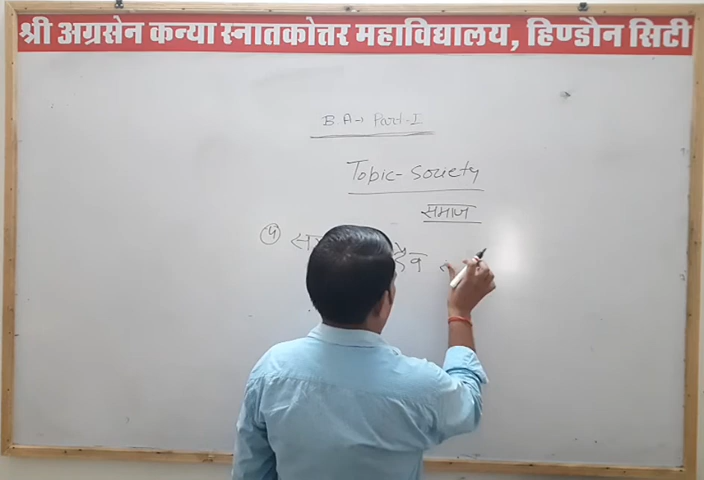 श्री अग्रसेन कन्या स्नातकोत्तर महाविद्यालय, हिण्डौन सिटी
B A-I Part-I
Topic-Society
समाज